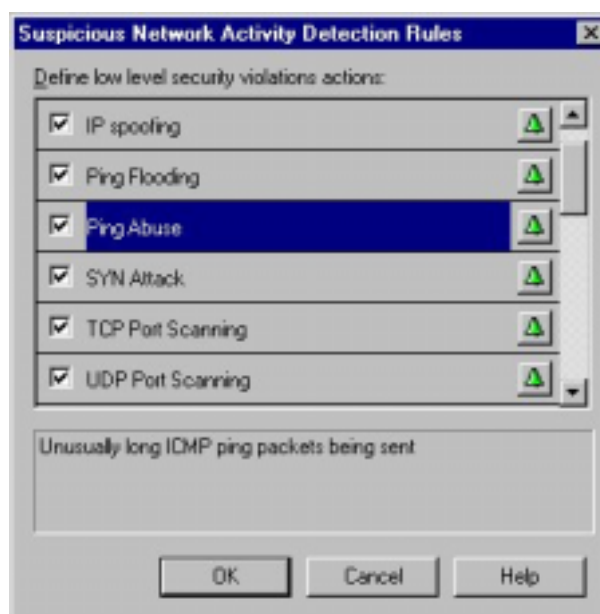 Suspicious Network Activity Detection Rules
Define low level security violations actions:
IP spoofing
Ping Flooding
Ping Abuse
SYN Attack
TCP Port Scanning
UDP Port Scanning
Unusually long ICMP ping packets being sent
OK Cancel Help